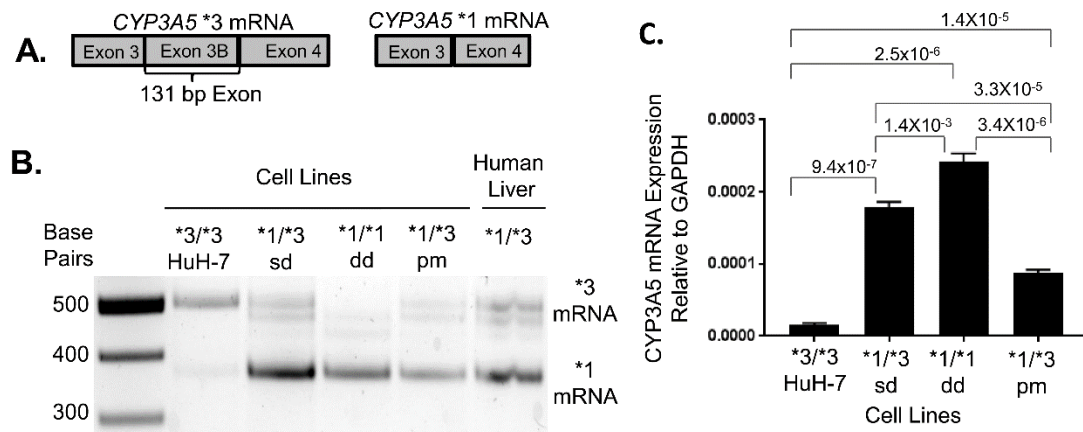 A.
CYP3A5 *3 mRNA
Exon 3 Exon 3B Exon 4
131 bp Exon
CYP3A5 *1 mRNA
Exon 3 Exon 4
B.
Cell Lines
Human
Liver
Base
Pairs
*3/*3 *1/*3 *1/*1 *1/*3 *1/*3
HuH-7 sd dd pm
500
400
300
*3
mRNA
*1
mRNA
C.
1.4X10-5
2.5x10-6
3.3X10-5
1.4X10-3 3.4X10-6
9.4x10-7
CYP3A5 mRNA Expression
Relative to GAPDH
0.0003
0.0002
0.0001
0.0000
*3/*3 *1/*3 *1/*1 *1/*3
HuH-7 sd dd pm
Cell Lines